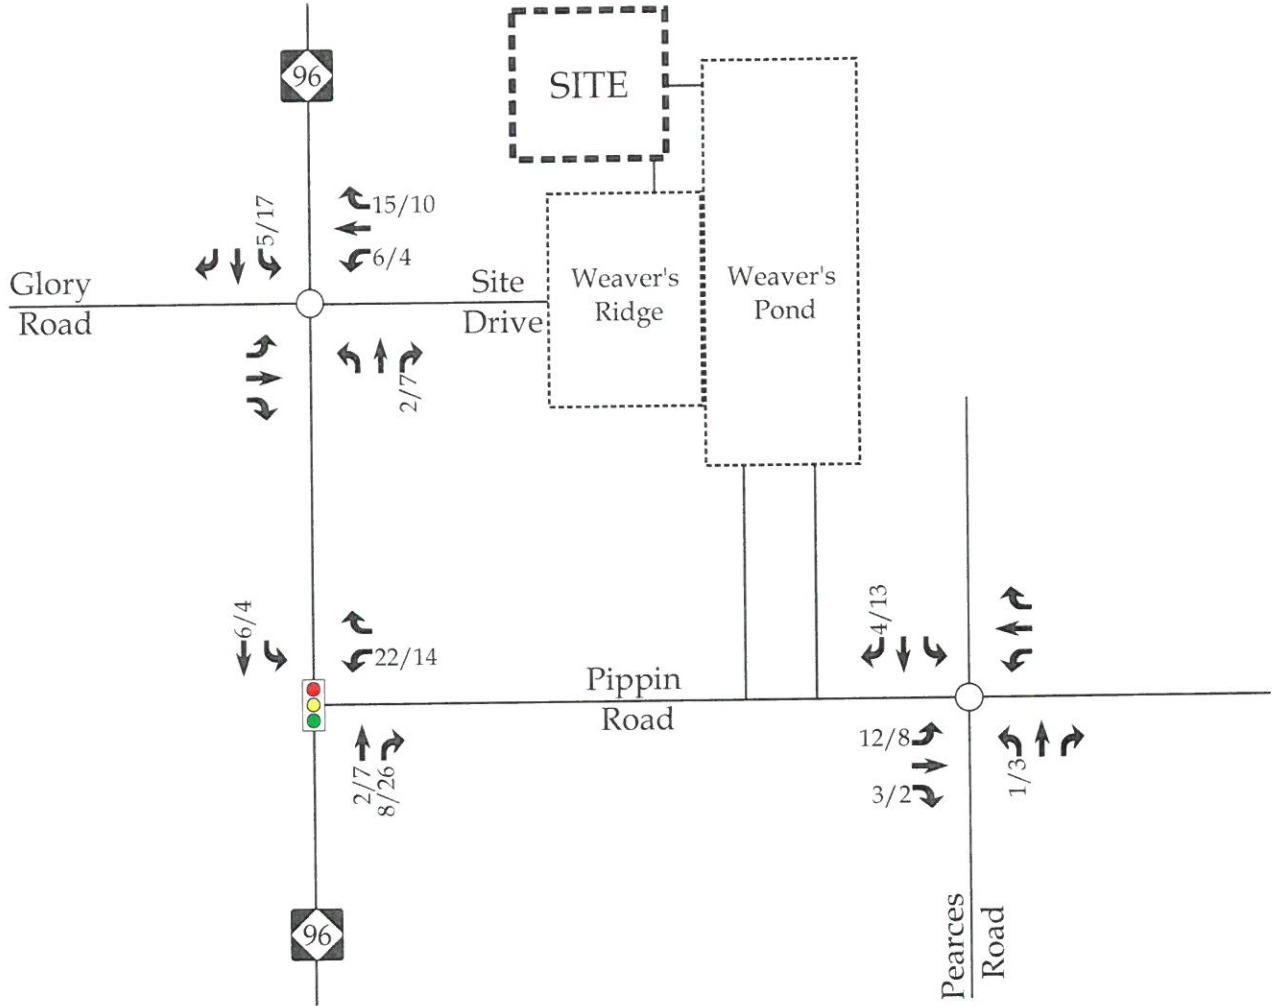 96
SITE
15/10
5/17
6/4
Glory
Road
Site
Drive
Weaver's
Ridge
Weaver's
Pond
2/7
6/4
22/14
4/13
Pippin
Road
2/7
8/26
12/8
3/2
1/3
96
Pearces
Road